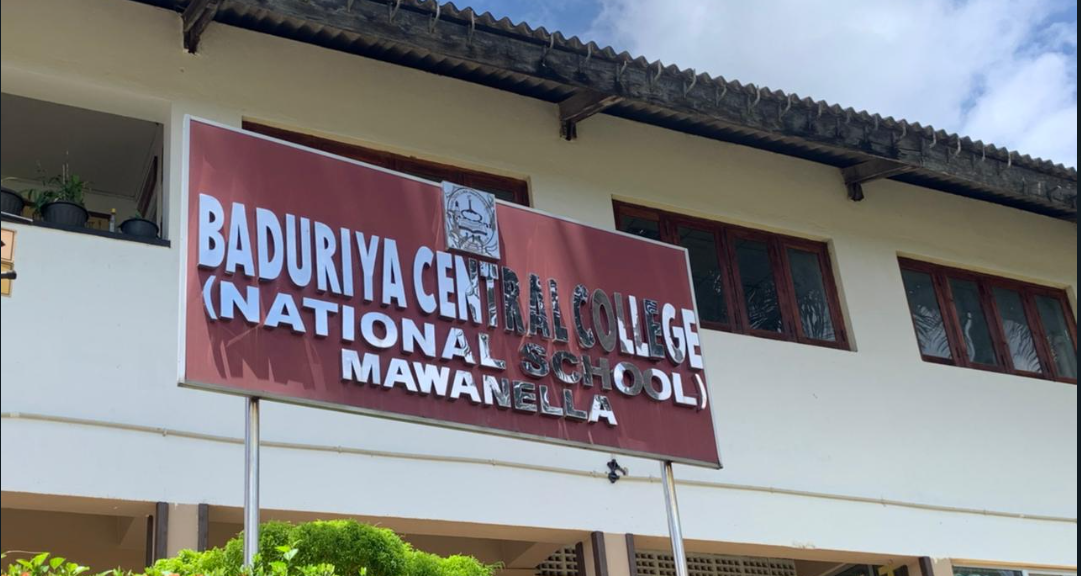 BADURIYA CENTRAL COLLEGE
(NATIONAL SCHOOL)
MAWANELLA